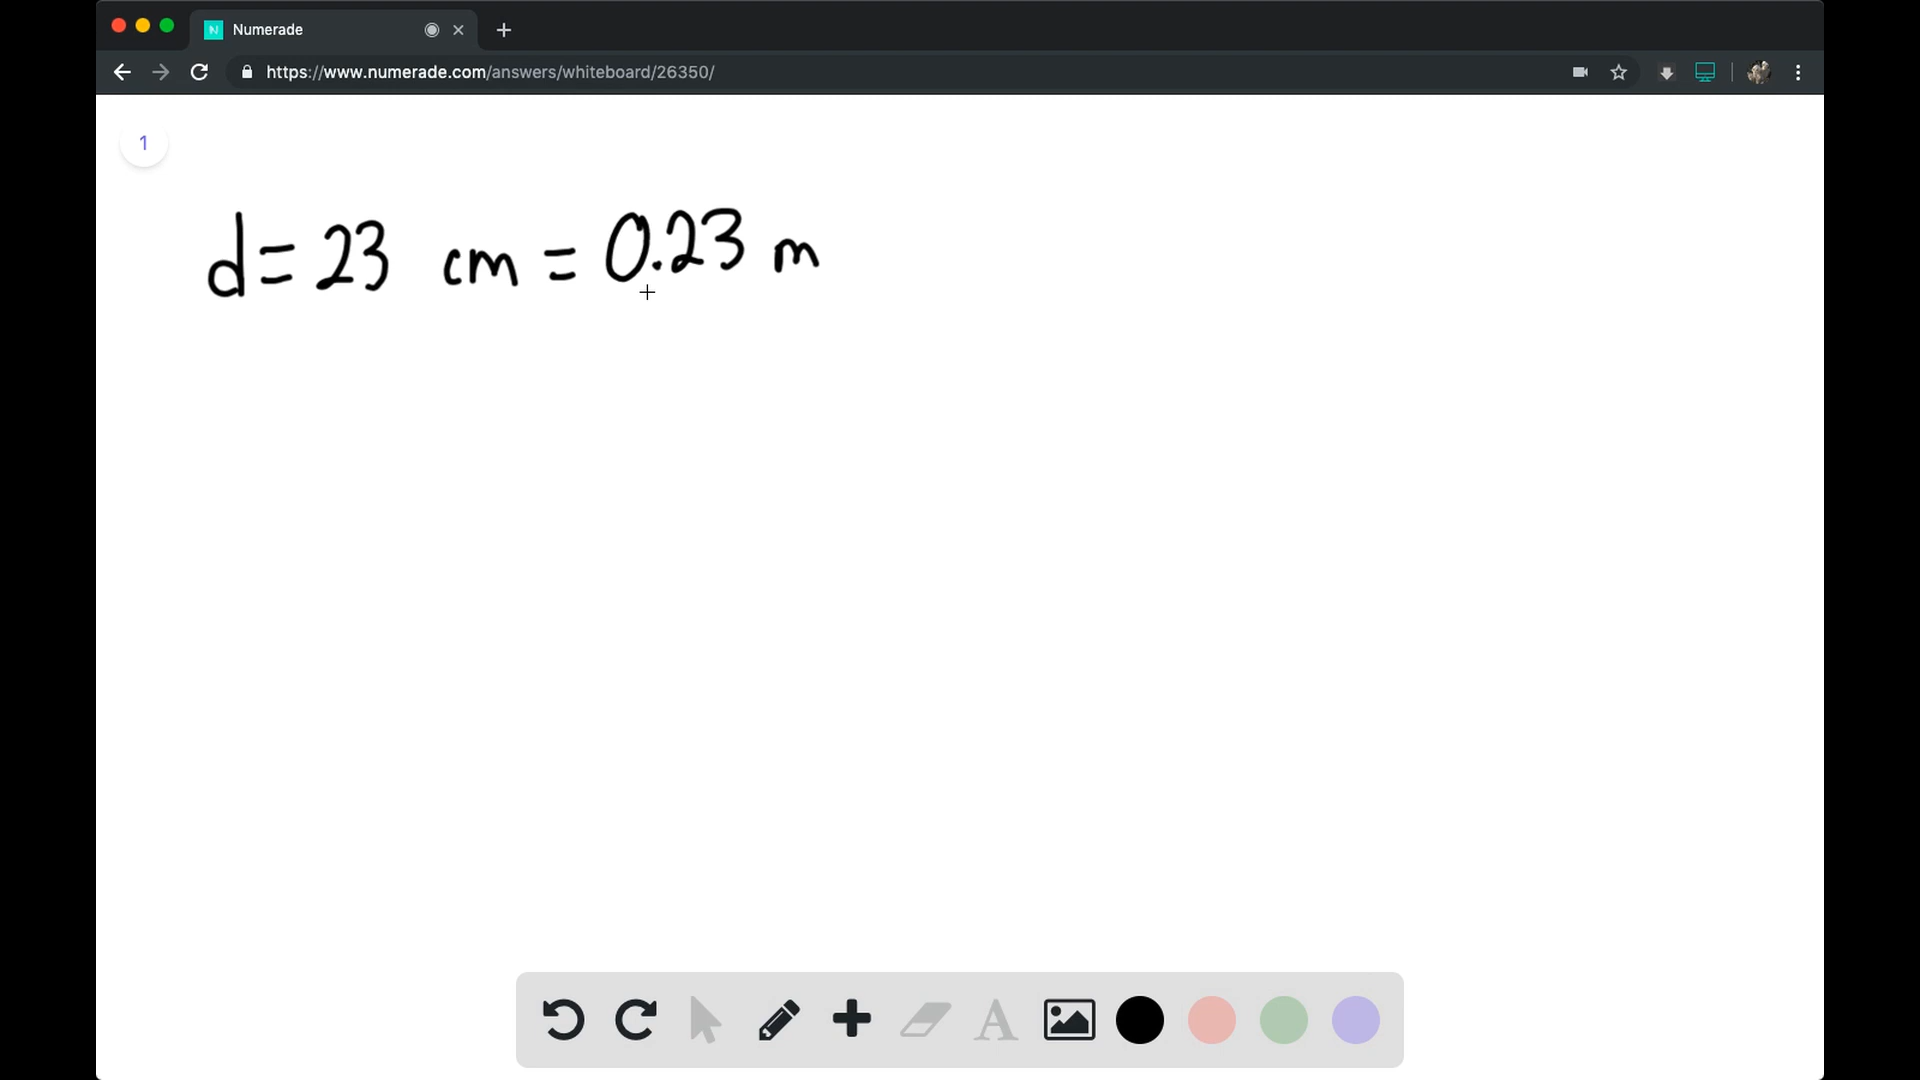 Numerade
https://www.numerade.com/answers/whiteboard/26350/
1
d = 23 cm = 0.23 m
A